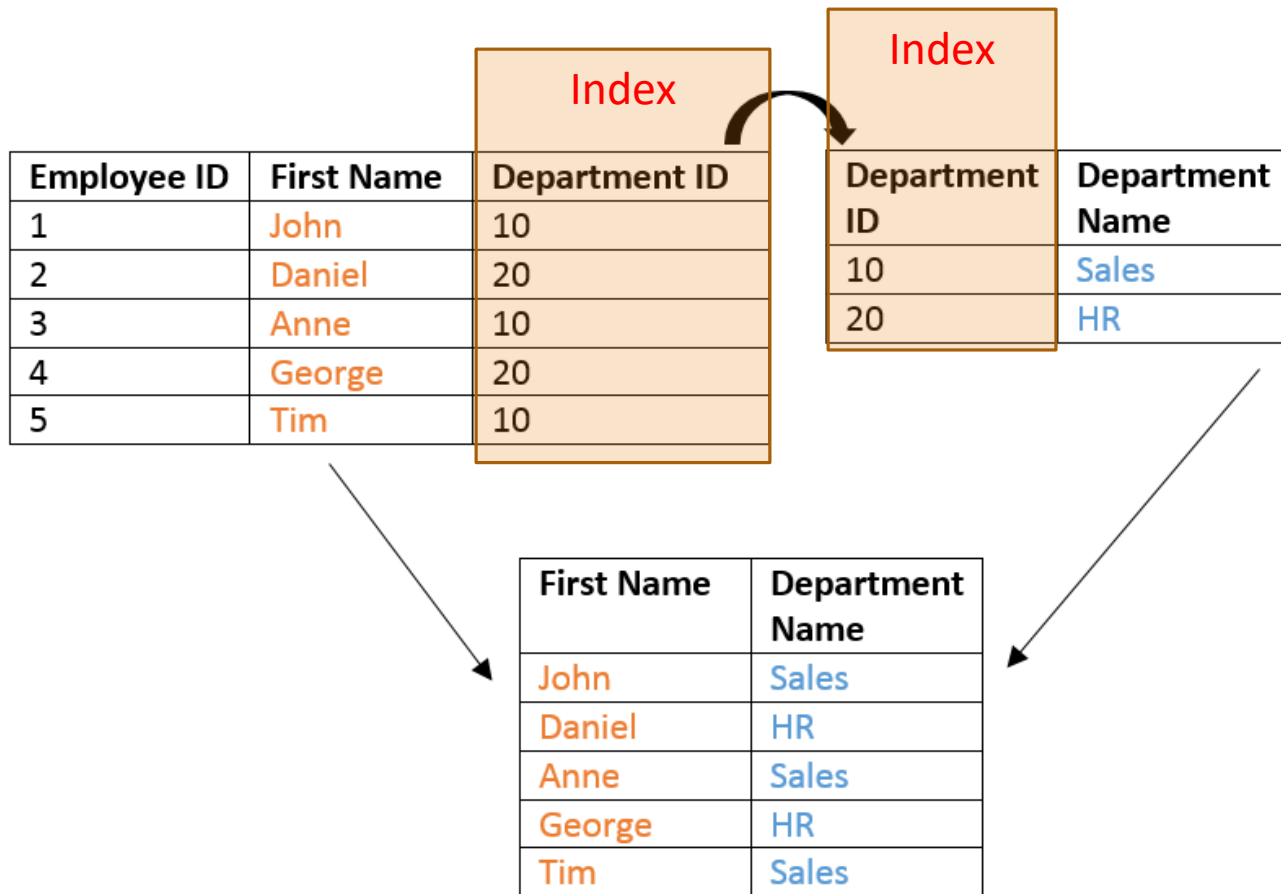 Index
Index
Employee ID First Name Department ID
1 John 10
2 Daniel 20
3 Anne 10
4 George 20
5 Tim 10
Department ID Department Name
10 Sales
20 HR
First Name Department Name
John Sales
Daniel HR
Anne Sales
George HR
Tim Sales